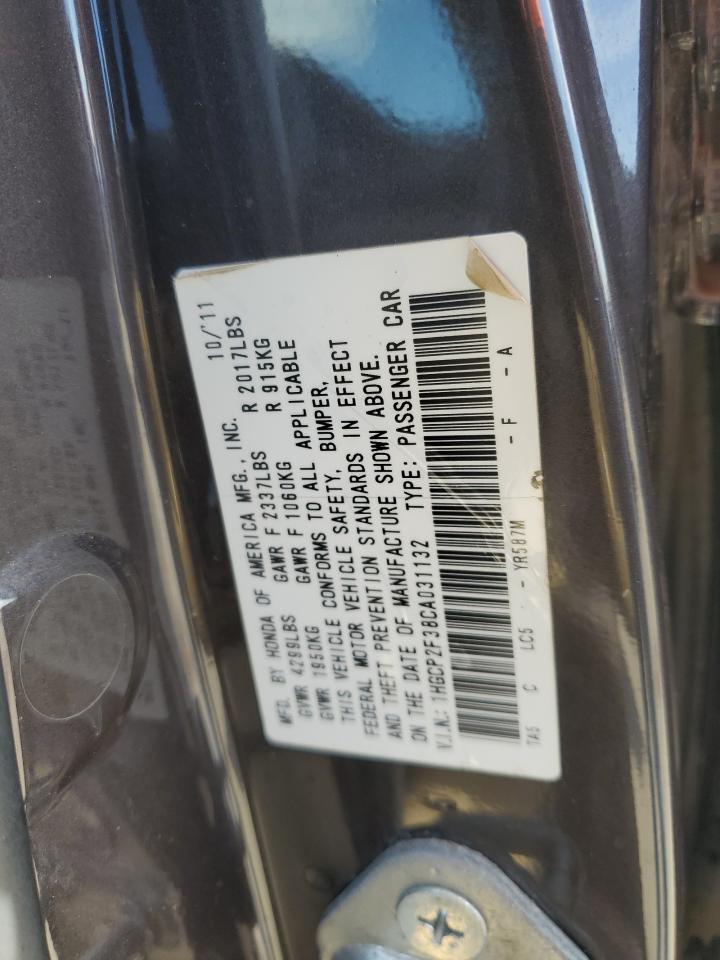 MFD. BY HONDA OF AMERICA MFG., INC. 10/'11
GVWR 4299LBS GAWR F 2337LBS R 2017LBS
GVWR 1950KG GAWR F 1060KG R 915KG
THIS VEHICLE CONFORMS TO ALL APPLICABLE
FEDERAL MOTOR VEHICLE SAFETY, BUMPER,
AND THEFT PREVENTION STANDARDS IN EFFECT
ON THE DATE OF MANUFACTURE SHOWN ABOVE.
V.I.N.: 1HGCP2F38CA031132 TYPE: PASSENGER CAR
TA5 C LC5 - YR587M - F - A